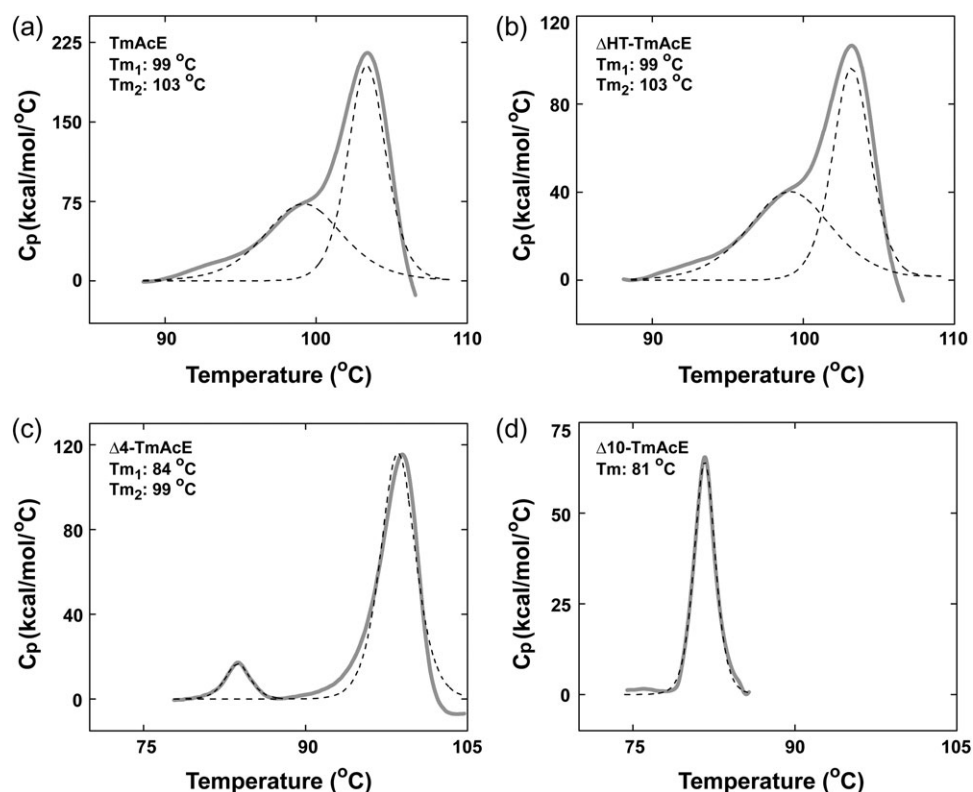 (a)
TmAcE
Tm1: 99 °C
Tm2: 103 °C
225
150
75
0
Cp (kcal/mol/°C)
90 100 110
Temperature (°C)
(b)
ΔHT-TmAcE
Tm1: 99 °C
Tm2: 103 °C
120
80
40
0
Cp (kcal/mol/°C)
90 100 110
Temperature (°C)
(c)
Δ4-TmAcE
Tm1: 84 °C
Tm2: 99 °C
120
80
40
0
Cp (kcal/mol/°C)
75 90 105
Temperature (°C)
(d)
Δ10-TmAcE
Tm: 81 °C
75
50
25
0
Cp (kcal/mol/°C)
75 90 105
Temperature (°C)